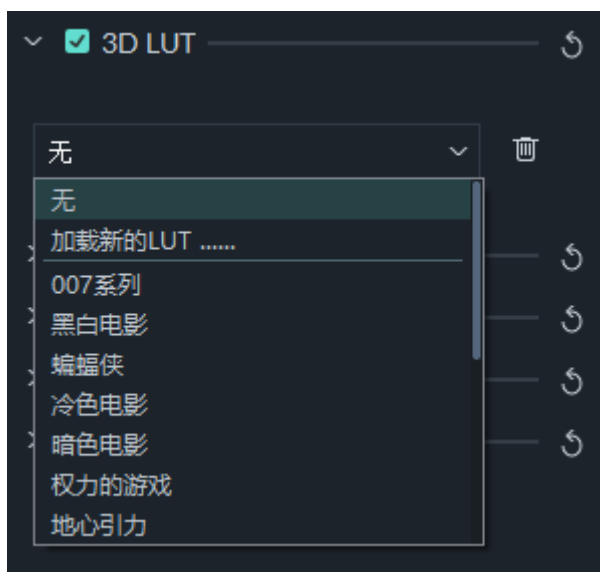 3D LUT
无
无
加载新的LUT ......
007系列
黑白电影
蝙蝠侠
冷色电影
暗色电影
权力的游戏
地心引力